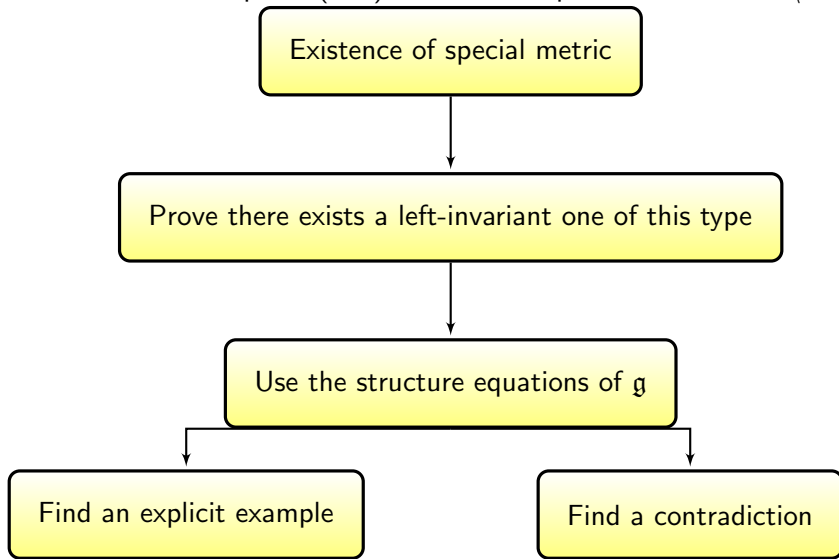 Existence of special metric
Prove there exists a left-invariant one of this type
Use the structure equations of 𝔤
Find an explicit example
Find a contradiction